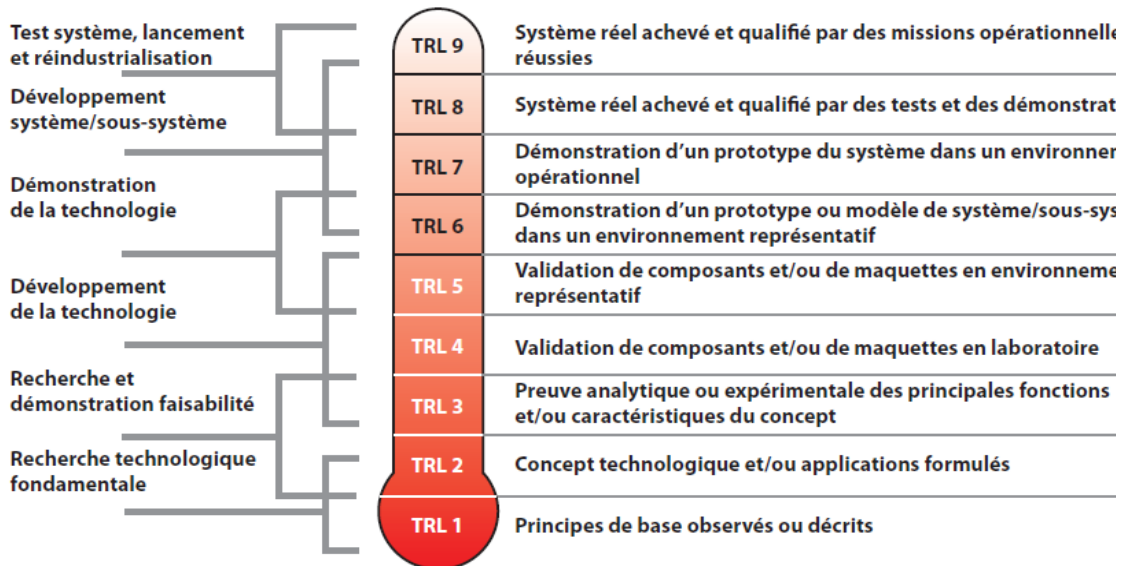 Test système, lancement
et réindustrialisation
Développement
système/sous-système
Démonstration
de la technologie
Développement
de la technologie
Recherche et
démonstration faisabilité
Recherche technologique
fondamentale
TRL 9
TRL 8
TRL 7
TRL 6
TRL 5
TRL 4
TRL 3
TRL 2
TRL 1
Système réel achevé et qualifié par des missions opérationnelle
réussies
Système réel achevé et qualifié par des tests et des démonstrat
Démonstration d'un prototype du système dans un environner
opérationnel
Démonstration d'un prototype ou modèle de système/sous-sys
dans un environnement représentatif
Validation de composants et/ou de maquettes en environneme
représentatif
Validation de composants et/ou de maquettes en laboratoire
Preuve analytique ou expérimentale des principales fonctions
et/ou caractéristiques du concept
Concept technologique et/ou applications formulés
Principes de base observés ou décrits